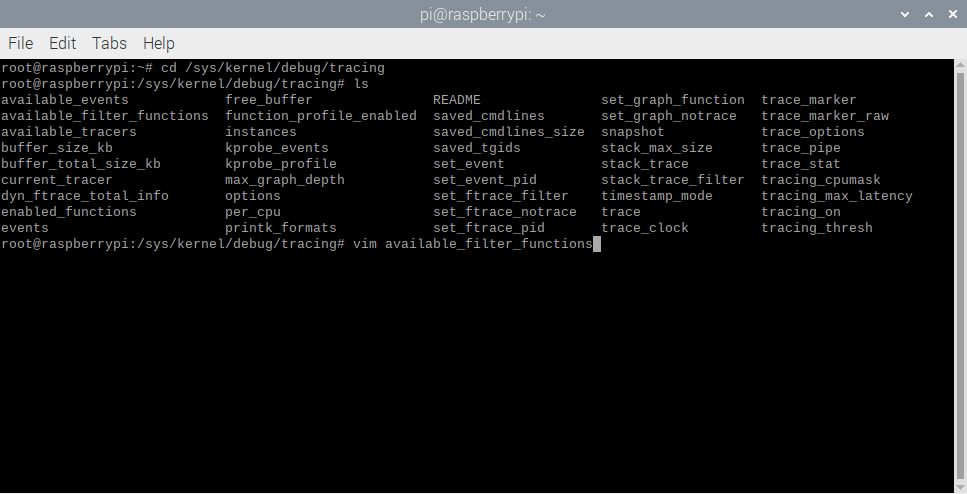 pi@raspberrypi: ~
File Edit Tabs Help
root@raspberrypi:~# cd /sys/kernel/debug/tracing
root@raspberrypi:/sys/kernel/debug/tracing# ls
available_events free_buffer README set_graph_function trace_marker
available_filter_functions function_profile_enabled saved_cmdlines set_graph_notrace trace_marker_raw
available_tracers instances saved_cmdlines_size snapshot trace_options
buffer_size_kb kprobe_events saved_tgids stack_max_size trace_pipe
buffer_total_size_kb kprobe_profile set_event stack_trace trace_stat
current_tracer max_graph_depth set_event_pid stack_trace_filter tracing_cpumask
dyn_ftrace_total_info options set_ftrace_filter timestamp_mode tracing_max_latency
enabled_functions per_cpu set_ftrace_notrace trace tracing_on
events printk_formats set_ftrace_pid trace_clock tracing_thresh
root@raspberrypi:/sys/kernel/debug/tracing# vim available_filter_functions